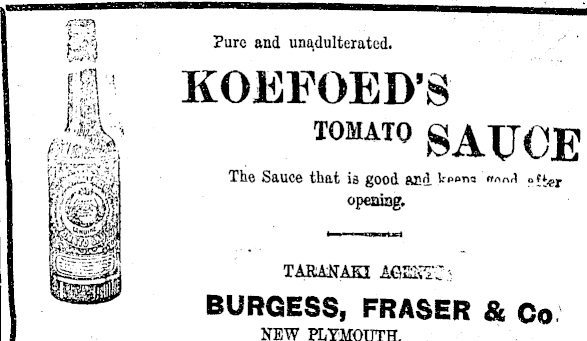 Pure and unadulterated.
KOEFOED'S
TOMATO SAUCE
The Sauce that is good and keeps good after
opening.
TARANAKI AGENTS
BURGESS, FRASER & Co.
NEW PLYMOUTH.